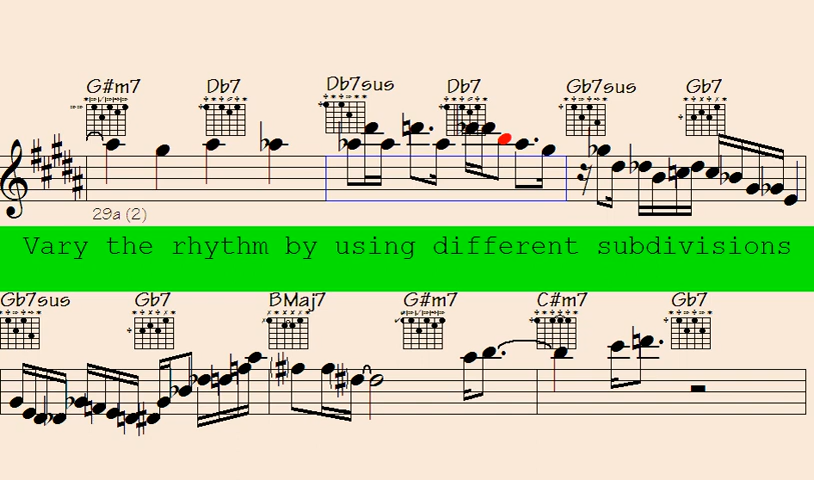 G#m7 Db7 Db7sus Db7 Gb7sus Gb7
29a (2)
Vary the rhythm by using different subdivisions
Gb7sus Gb7 BMaj7 G#m7 C#m7 Gb7